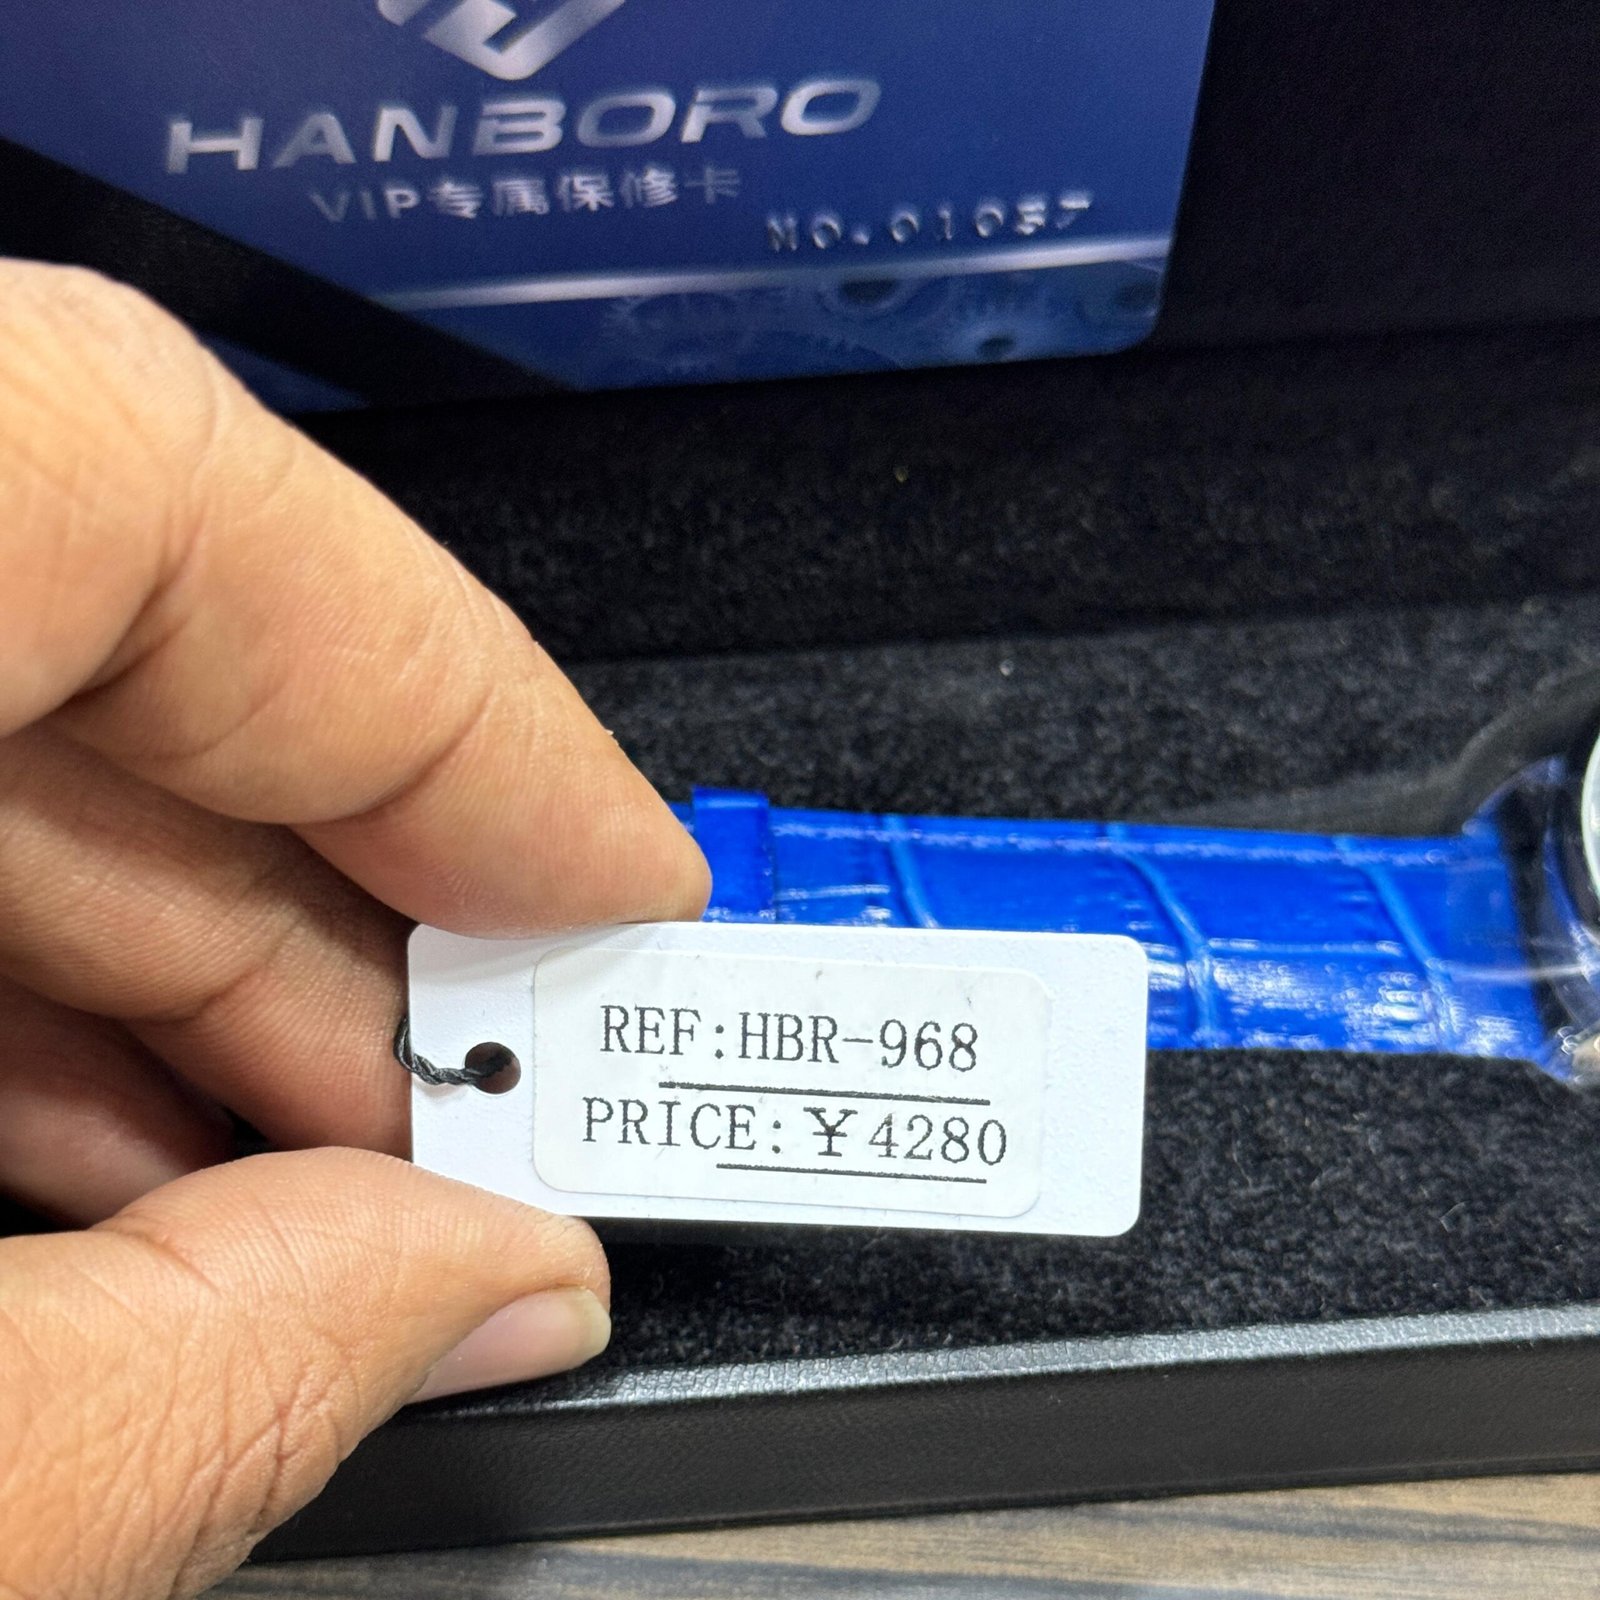 HANBORO
VIP专属保修卡
NO.01057
REF:HBR-968
PRICE:¥4280